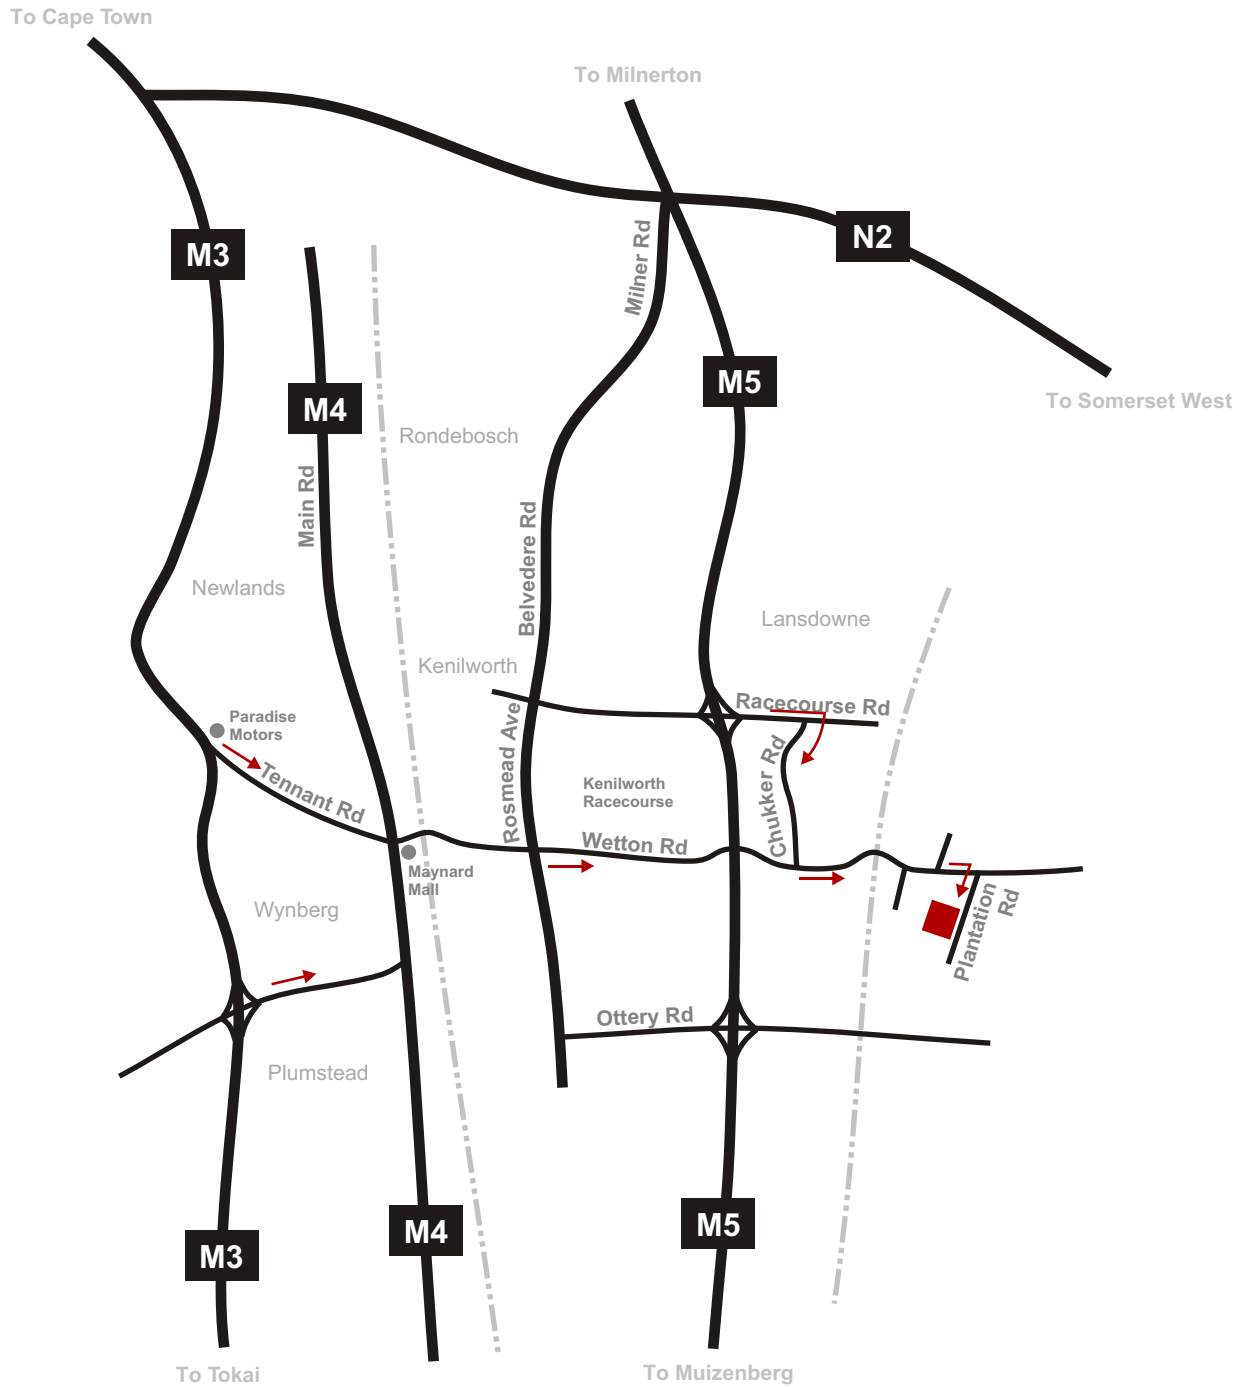 To Cape Town
To Milnerton
N2
M3
Milner Rd
M5
To Somerset West
M4
Rondebosch
Main Rd
Belvedere Rd
Newlands
Lansdowne
Kenilworth
Racecourse Rd
Paradise
Motors
Rosmead Ave
Chukker Rd
Tennant Rd
Kenilworth
Racecourse
Wetton Rd
Maynard
Mall
Wynberg
Plantation
Rd
Ottery Rd
Plumstead
M5
M4
M3
To Tokai
To Muizenberg